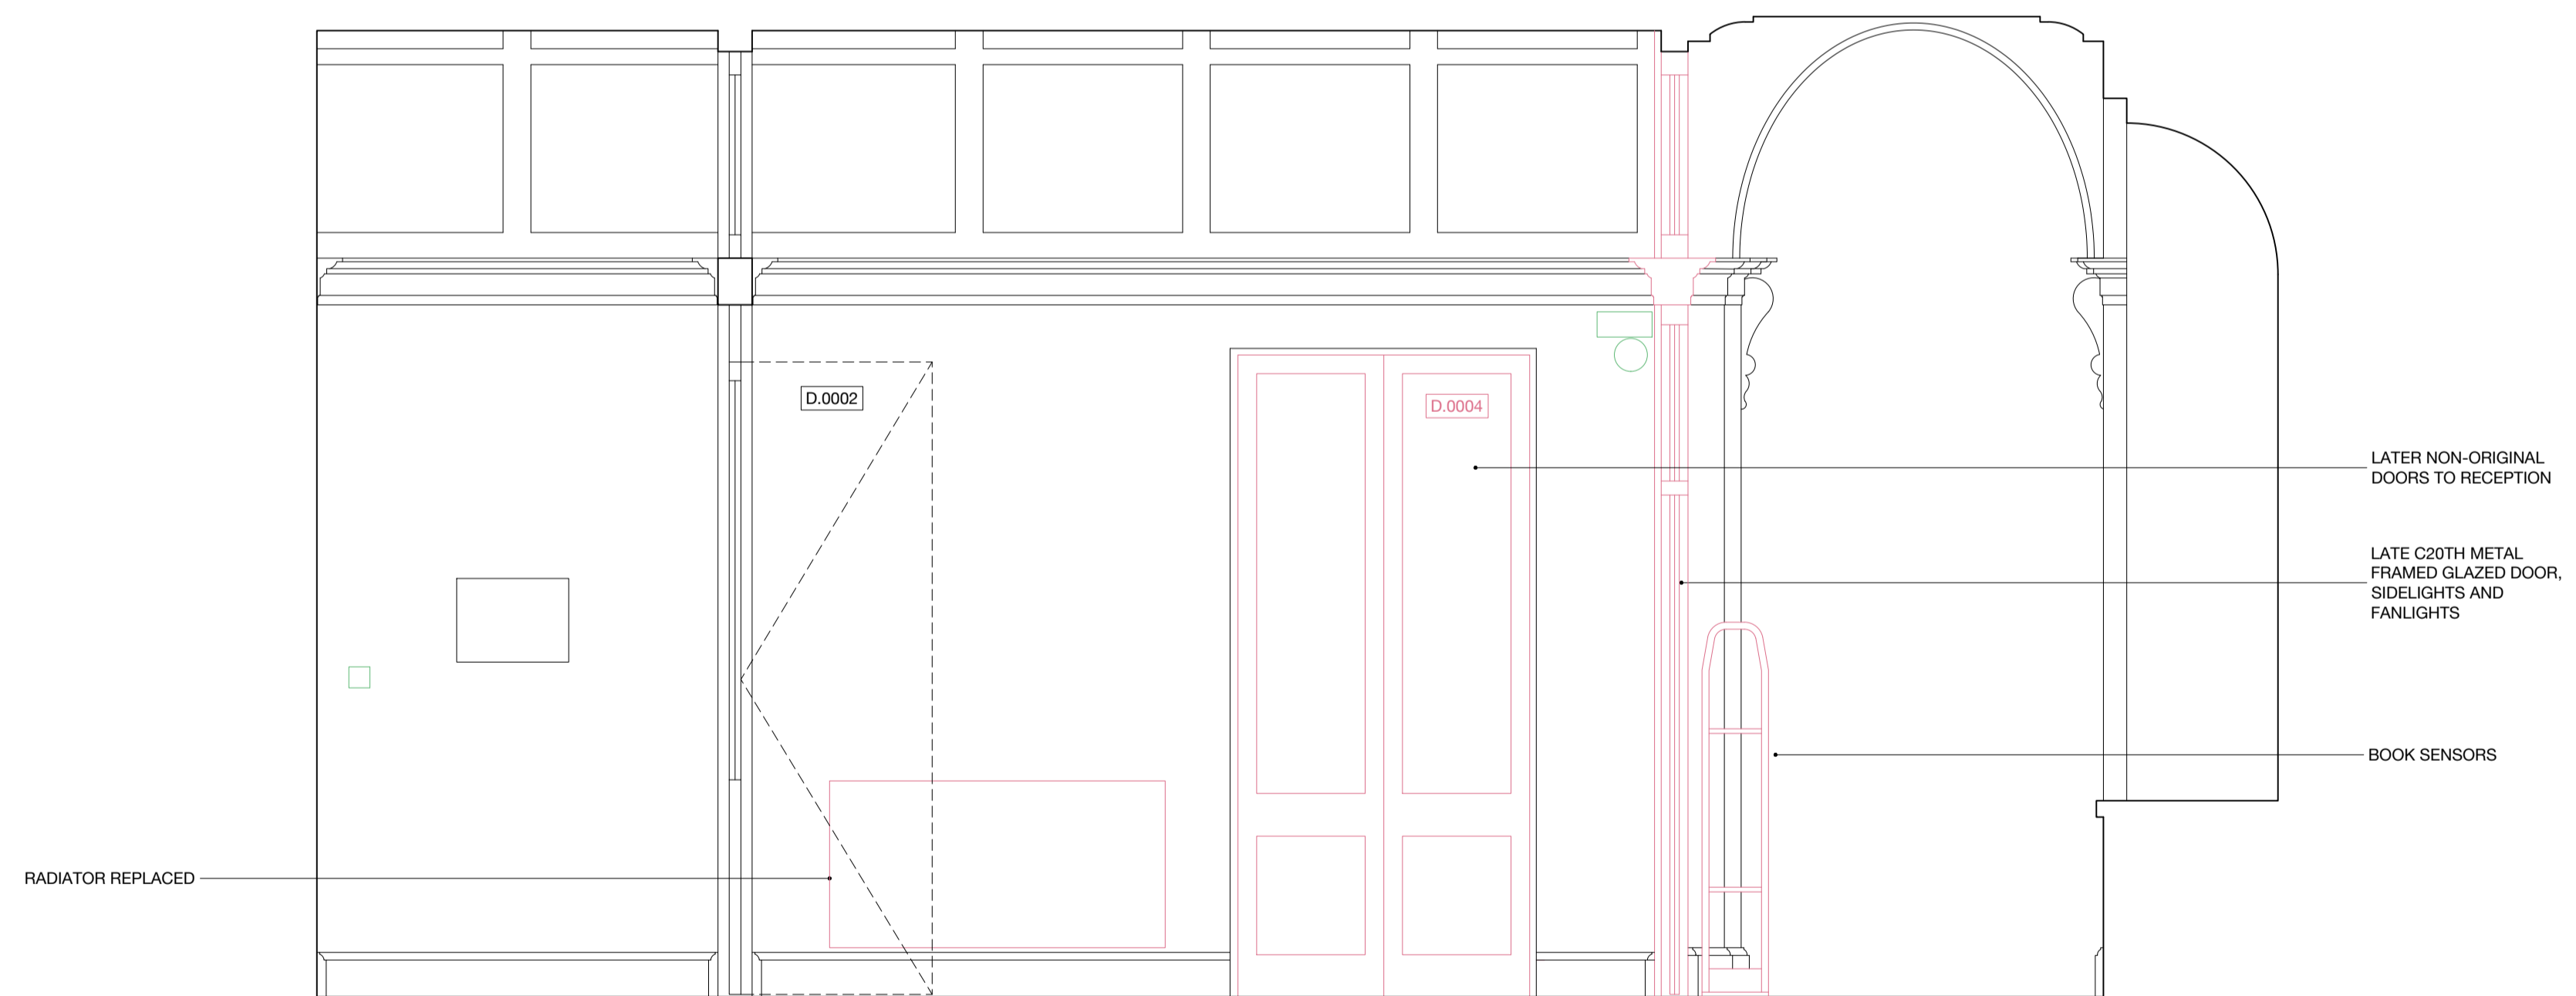 D.0002
D.0004
LATER NON-ORIGINAL
DOORS TO RECEPTION
LATE C20TH METAL
FRAMED GLAZED DOOR,
SIDELIGHTS AND
FANLIGHTS
BOOK SENSORS
RADIATOR REPLACED